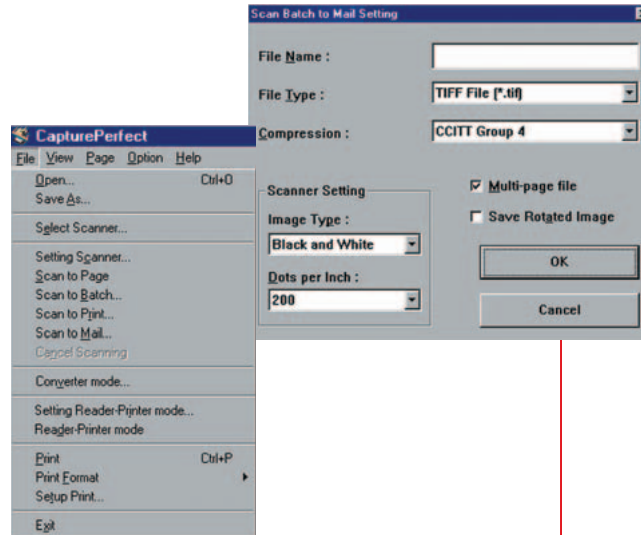 Scan Batch to Mail Setting
File Name :
File Type :
TIFF File (*.tif)
Compression :
CCITT Group 4
Scanner Setting
Image Type :
Black and White
Dots per Inch :
200
Multi-page file
Save Rotated Image
OK
Cancel
CapturePerfect
File View Page Option Help
Open... Ctrl+O
Save As...
Select Scanner...
Setting Scanner...
Scan to Page
Scan to Batch...
Scan to Print...
Scan to Mail...
Cancel Scanning
Converter mode...
Setting Reader-Printer mode...
Reader-Printer mode
Print Ctrl+P
Print Format
Setup Print...
Exit